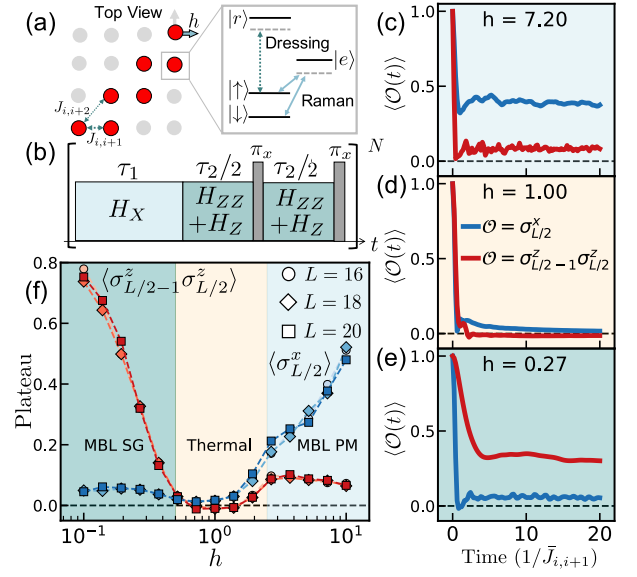 (a)
Top View
h
J_{i,i+2}
J_{i,i+1}
|r⟩
Dressing
|e⟩
|↑⟩
|↓⟩
Raman
(b)
τ_1
τ_2/2
π_x
τ_2/2
π_x
N
H_X
H_{ZZ}
+H_Z
H_{ZZ}
+H_Z
t
(f)
⟨σ^z_{L/2−1}σ^z_{L/2}⟩
L = 16
L = 18
L = 20
⟨σ^x_{L/2}⟩
MBL SG
Thermal
MBL PM
Plateau
0.8
0.6
0.4
0.2
0.0
10^{-1}
10^0
10^1
h
(c)
h = 7.20
⟨O(t)⟩
1.0
0.5
0.0
(d)
h = 1.00
O = σ^x_{L/2}
O = σ^z_{L/2−1}σ^z_{L/2}
⟨O(t)⟩
1.0
0.5
0.0
(e)
h = 0.27
⟨O(t)⟩
1.0
0.5
0.0
0
10
20
Time (1/J̄_{i,i+1})